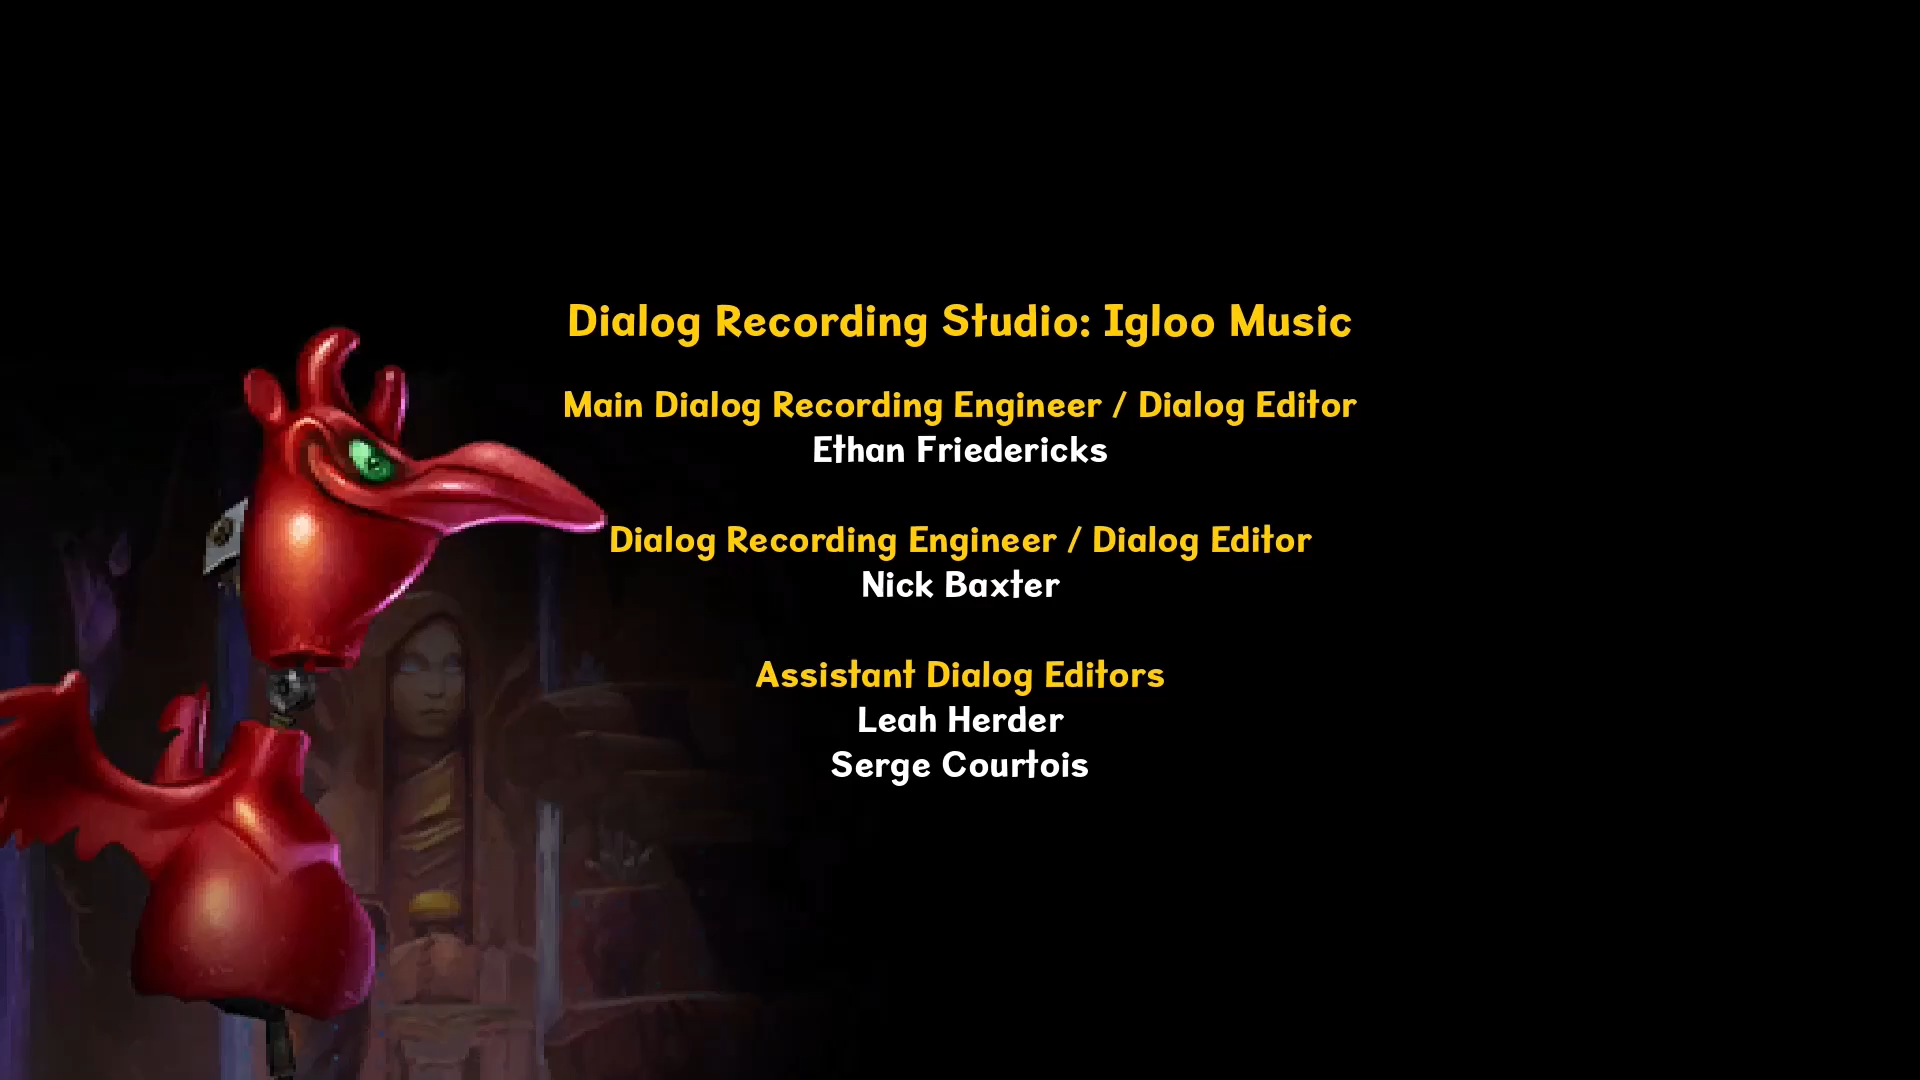 Dialog Recording Studio: Igloo Music
Main Dialog Recording Engineer / Dialog Editor
Ethan Friedericks
Dialog Recording Engineer / Dialog Editor
Nick Baxter
Assistant Dialog Editors
Leah Herder
Serge Courtois